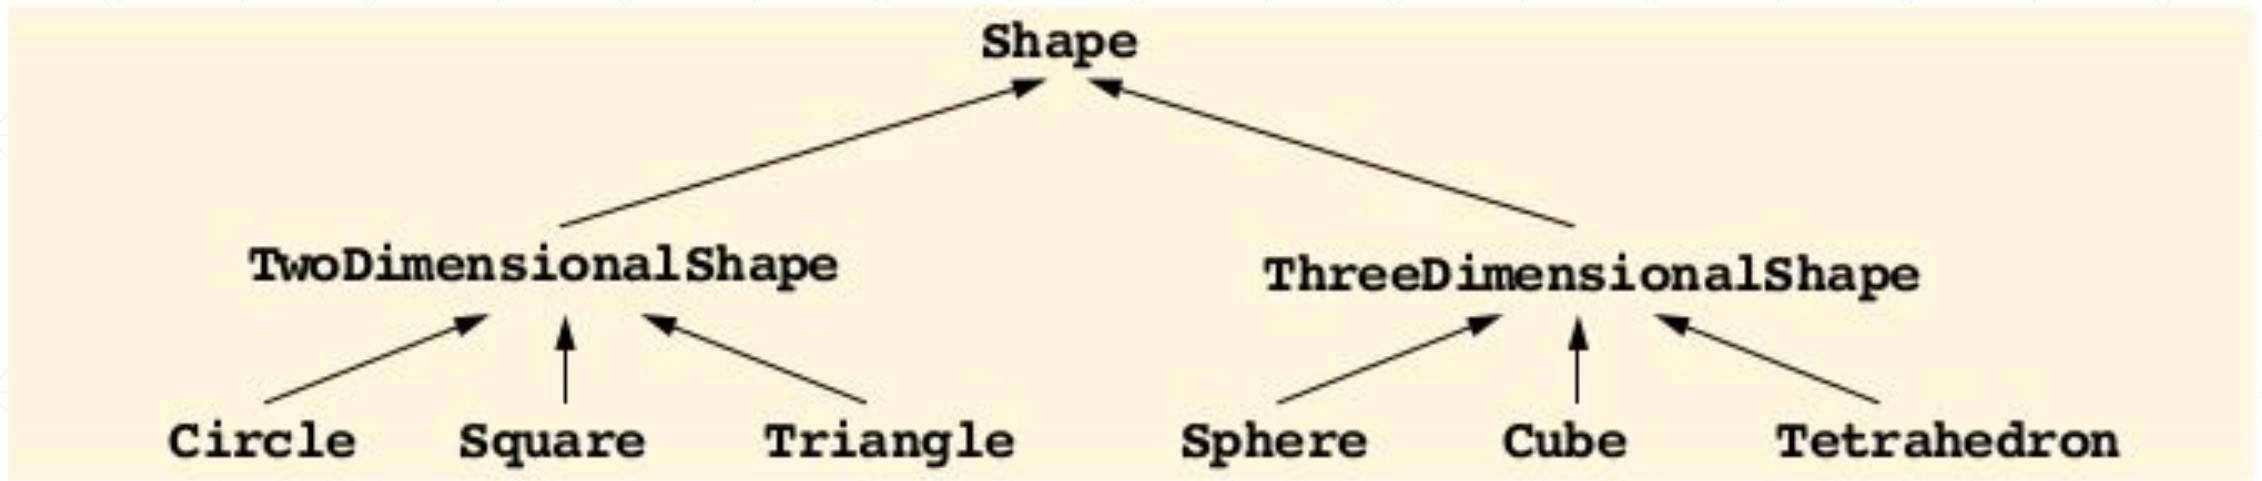 Shape
TwoDimensionalShape
ThreeDimensionalShape
Circle Square Triangle Sphere Cube Tetrahedron